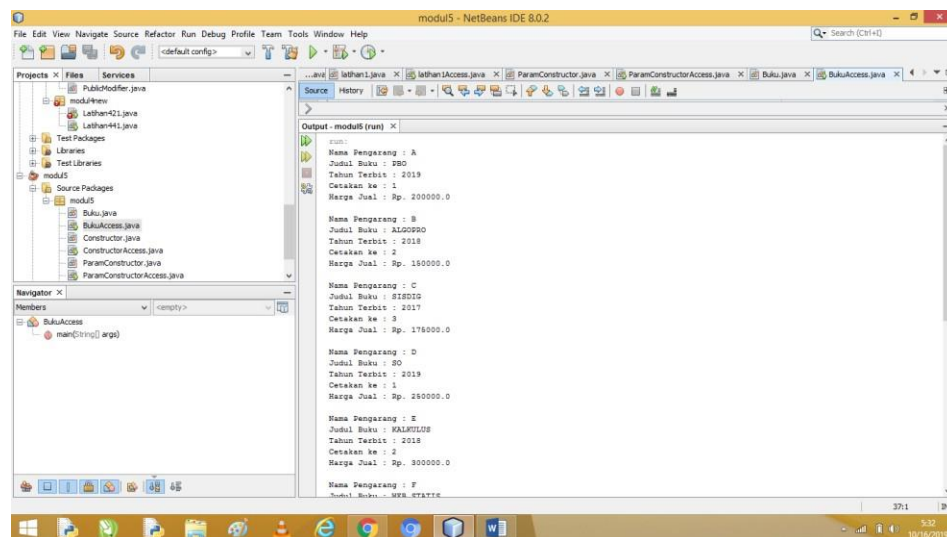 modul5 - NetBeans IDE 8.0.2
File Edit View Navigate Source Refactor Run Debug Profile Team Tools Window Help
Search (Ctrl+I)
<default config>
Projects Files Services
PublicModifier.java
modul4new
Latihan421.java
Latihan441.java
Test Packages
Libraries
Test Libraries
modul5
Source Packages
modul5
Buku.java
BukuAccess.java
Constructor.java
ConstructorAccess.java
ParamConstructor.java
ParamConstructorAccess.java
Navigator
Members <empty>
BukuAccess
main(String[] args)
...ava latihan1.java latihan1Access.java ParamConstructor.java ParamConstructorAccess.java Buku.java BukuAccess.java
Source History
Output - modul5 (run)
run:
Nama Pengarang : A
Judul Buku : PBO
Tahun Terbit : 2019
Cetakan ke : 1
Harga Jual : Rp. 200000.0
Nama Pengarang : B
Judul Buku : ALGOPRO
Tahun Terbit : 2018
Cetakan ke : 2
Harga Jual : Rp. 150000.0
Nama Pengarang : C
Judul Buku : SISDIG
Tahun Terbit : 2017
Cetakan ke : 3
Harga Jual : Rp. 175000.0
Nama Pengarang : D
Judul Buku : SO
Tahun Terbit : 2019
Cetakan ke : 1
Harga Jual : Rp. 250000.0
Nama Pengarang : E
Judul Buku : KALKULUS
Tahun Terbit : 2018
Cetakan ke : 2
Harga Jual : Rp. 300000.0
Nama Pengarang : F
Judul Buku : WEB STATIS
37:1
5:32